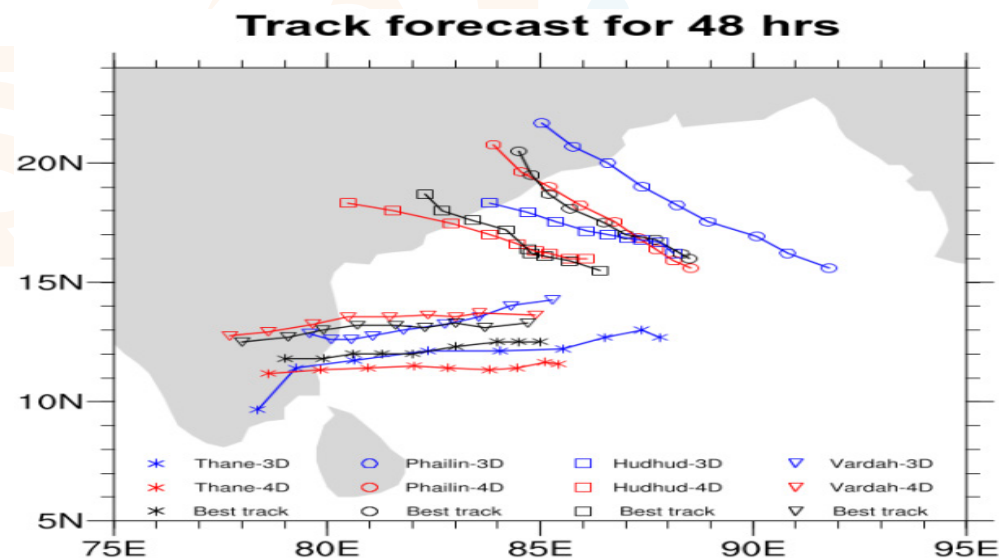 Track forecast for 48 hrs
20N
15N
10N
5N
Thane-3D Phailin-3D Hudhud-3D Vardah-3D
Thane-4D Phailin-4D Hudhud-4D Vardah-4D
Best track Best track Best track Best track
75E 80E 85E 90E 95E